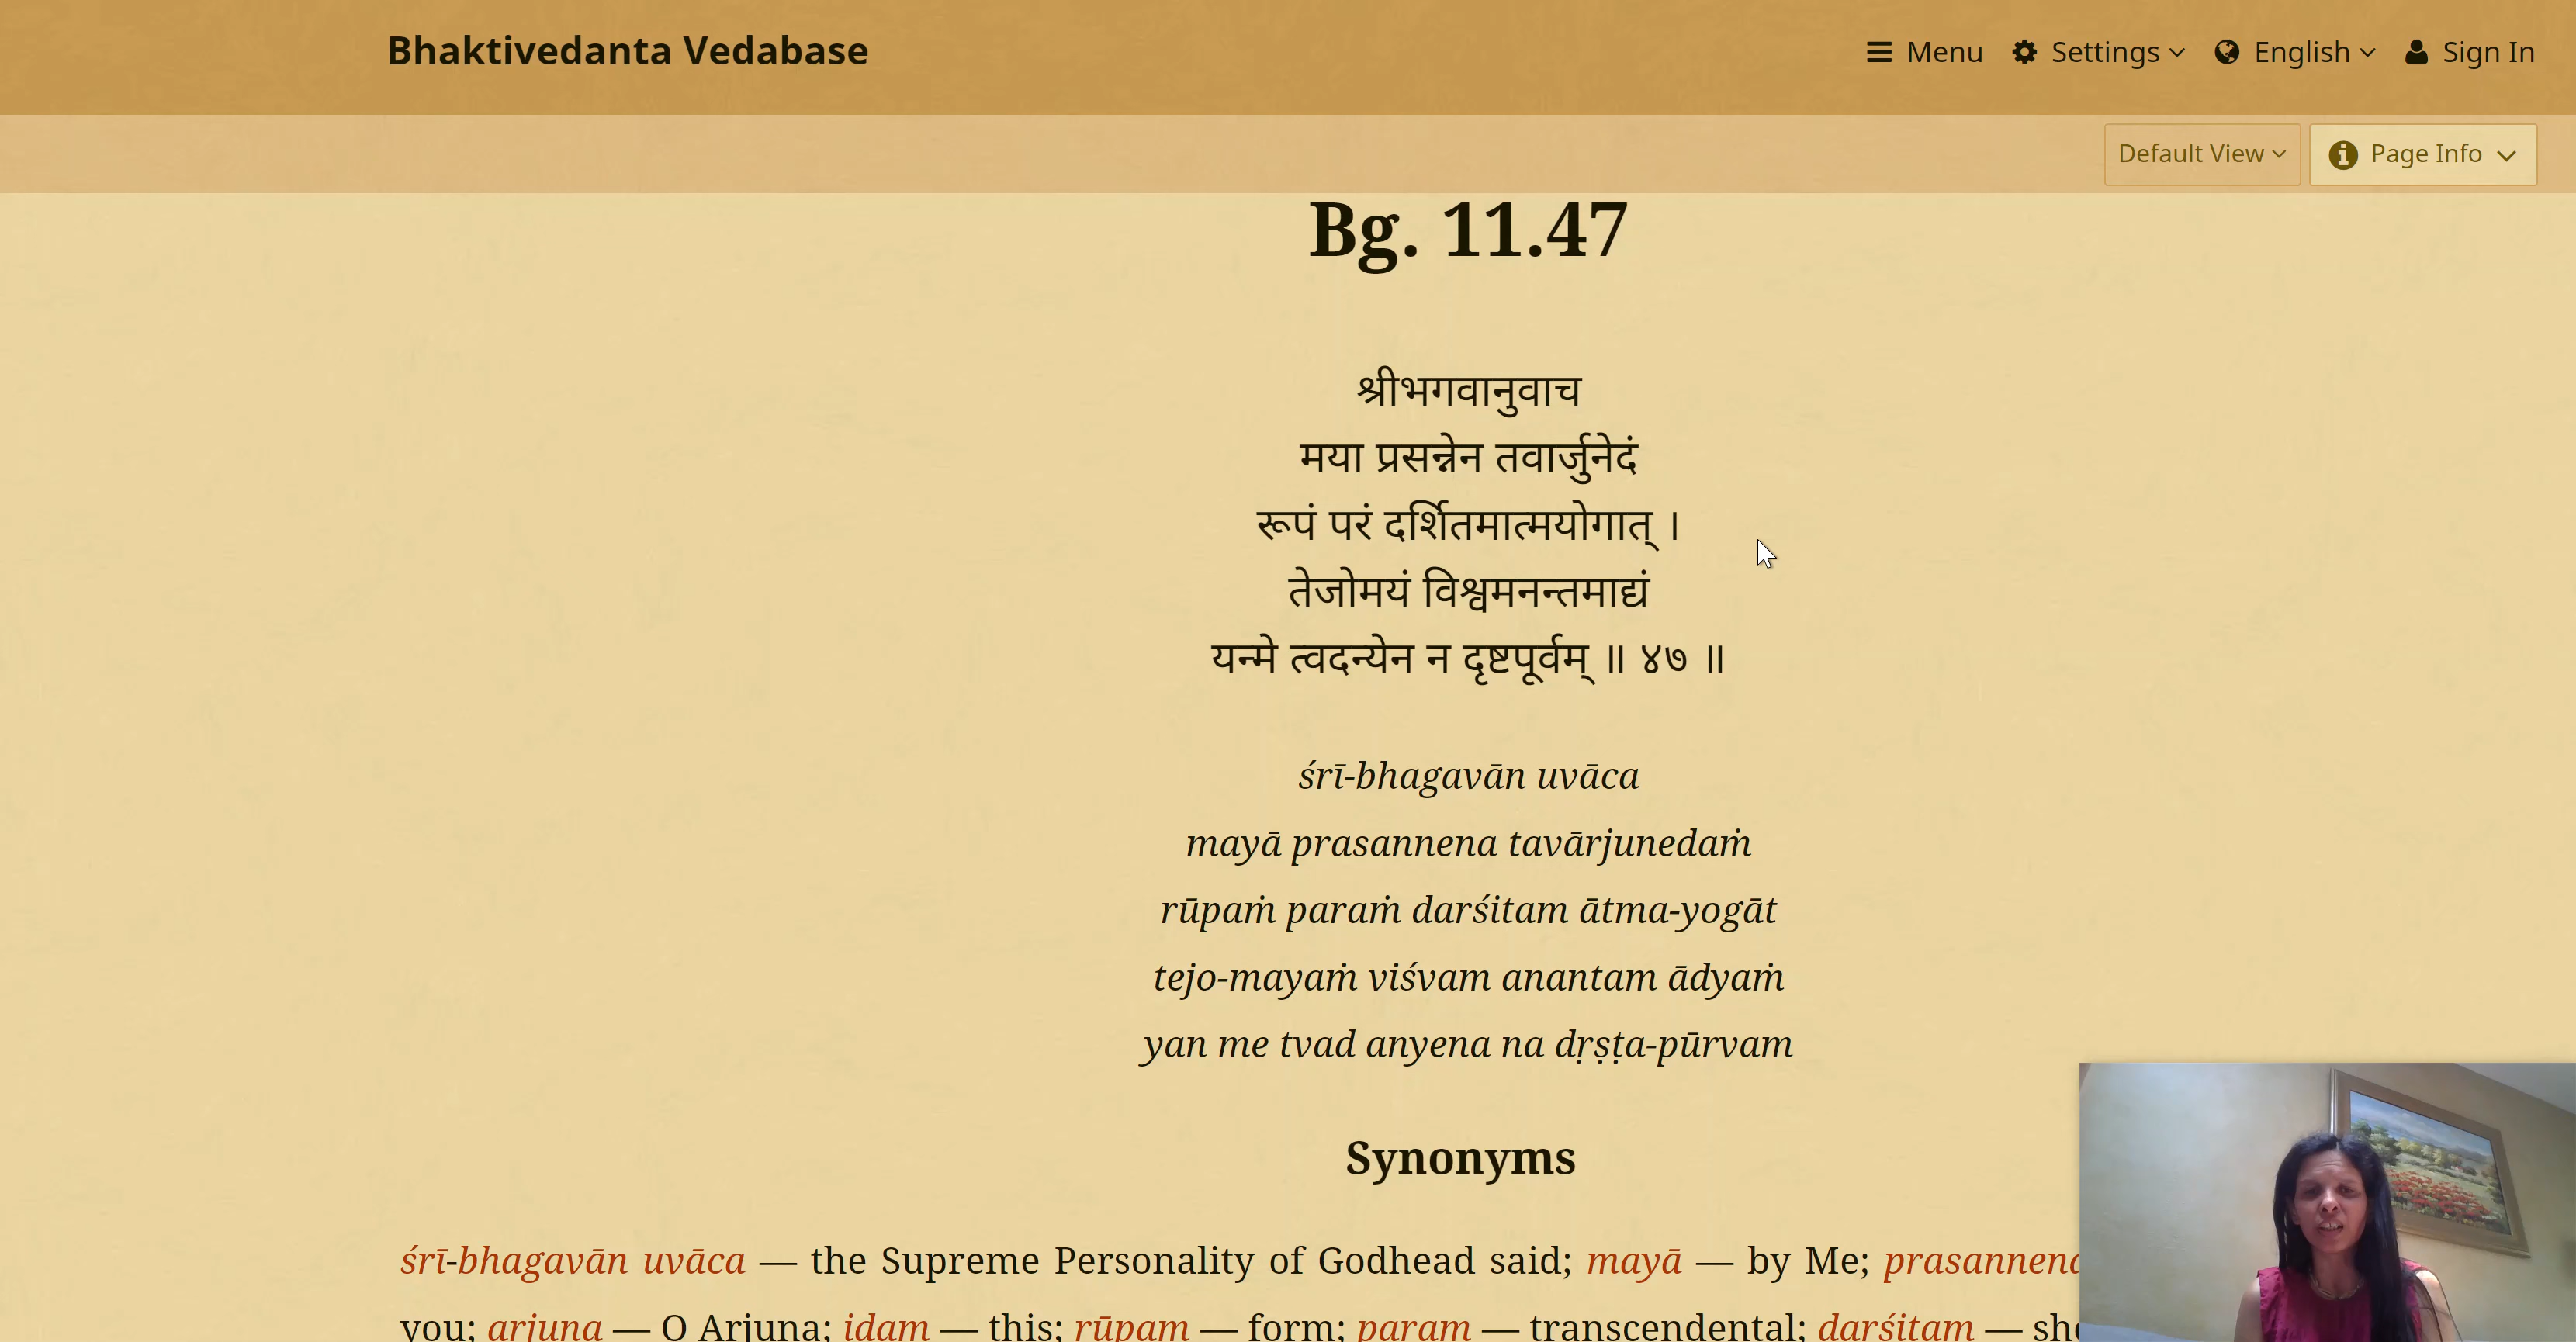 Bhaktivedanta Vedabase
Menu Settings English Sign In
Default View Page Info
Bg. 11.47
श्रीभगवानुवाच
मया प्रसन्नेन तवार्जुनेदं
रूपं परं दर्शितमात्मयोगात् ।
तेजोमयं विश्वमनन्तमाद्यं
यन्मे त्वदन्येन न दृष्टपूर्वम् ॥ ४७ ॥
śrī-bhagavān uvāca
mayā prasannena tavārjunedaṁ
rūpaṁ paraṁ darśitam ātma-yogāt
tejo-mayaṁ viśvam anantam ādyaṁ
yan me tvad anyena na dṛṣṭa-pūrvam
Synonyms
śrī-bhagavān uvāca — the Supreme Personality of Godhead said; mayā — by Me; prasannena
you; arjuna — O Arjuna; idam — this; rūpam — form; param — transcendental; darśitam —